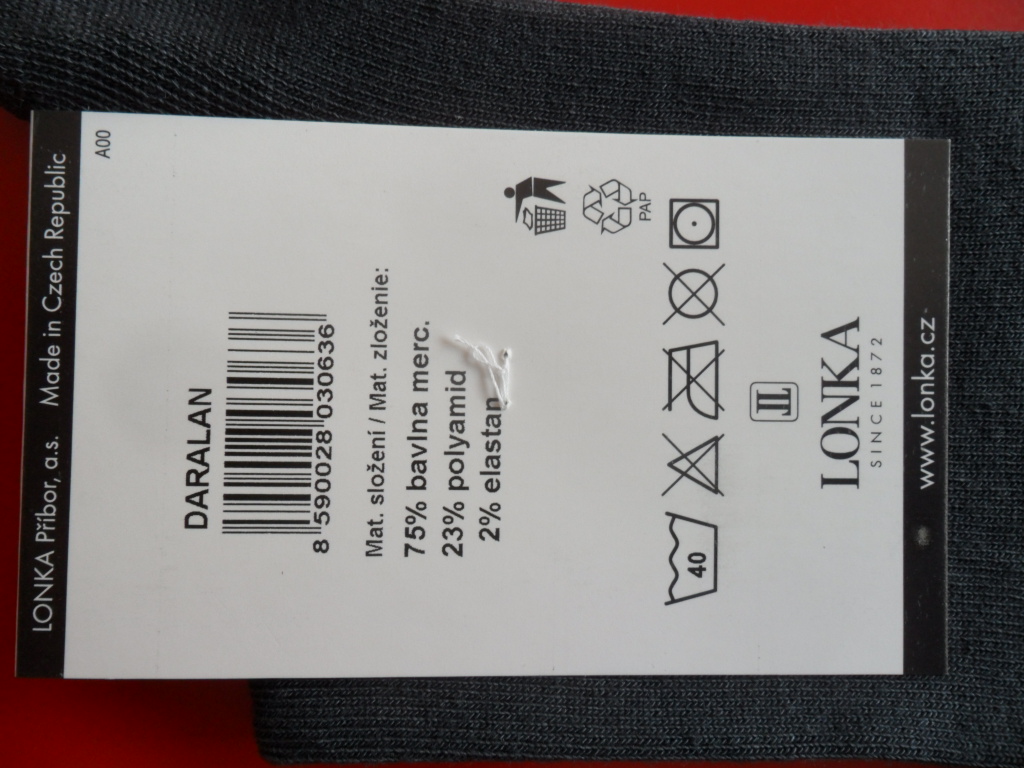 LONKA Příbor, a.s. Made in Czech Republic
A00
DARALAN
8 590028 030636
Mat. složení / Mat. zloženie:
75% bavlna merc.
23% polyamid
2% elastan
PAP
40
LONKA
SINCE 1872
www.lonka.cz